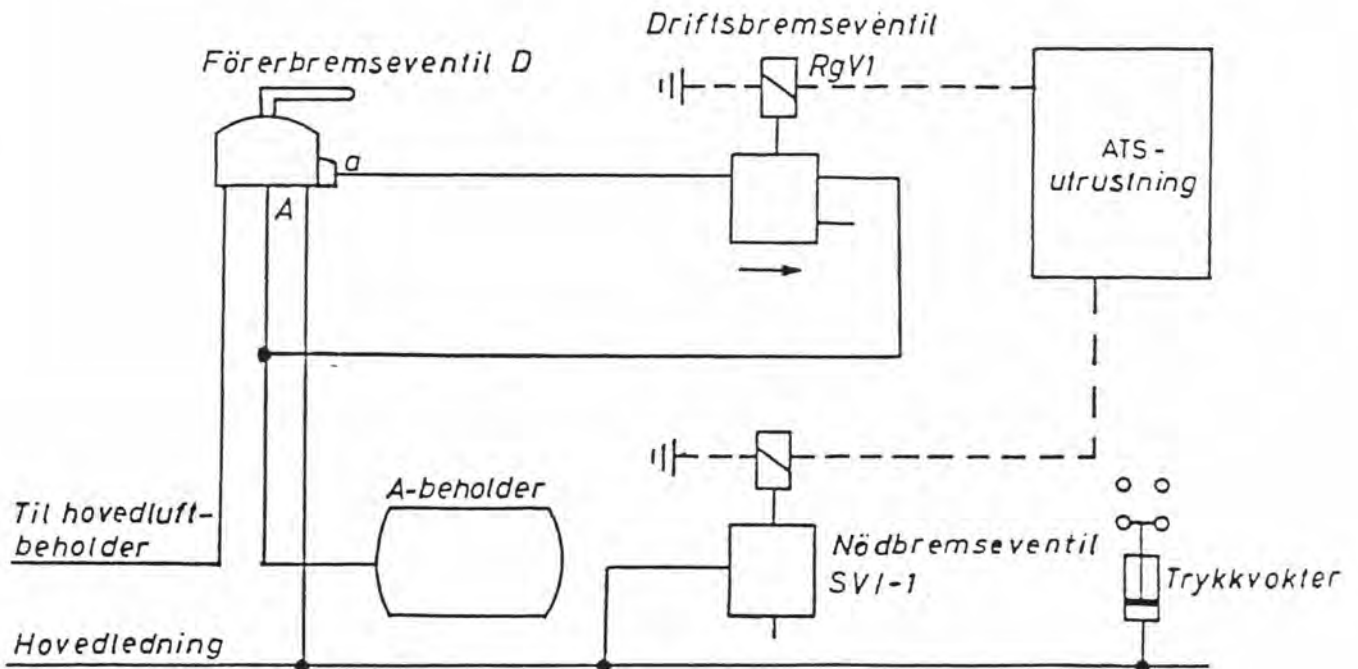 Driftsbremseventil
RgV1
Förerbremseventil D
a
A
ATS-
utrustning
A-beholder
Til hovedluft-
beholder
Nödbremseventil
SV1-1
Trykkvokter
Hovedledning